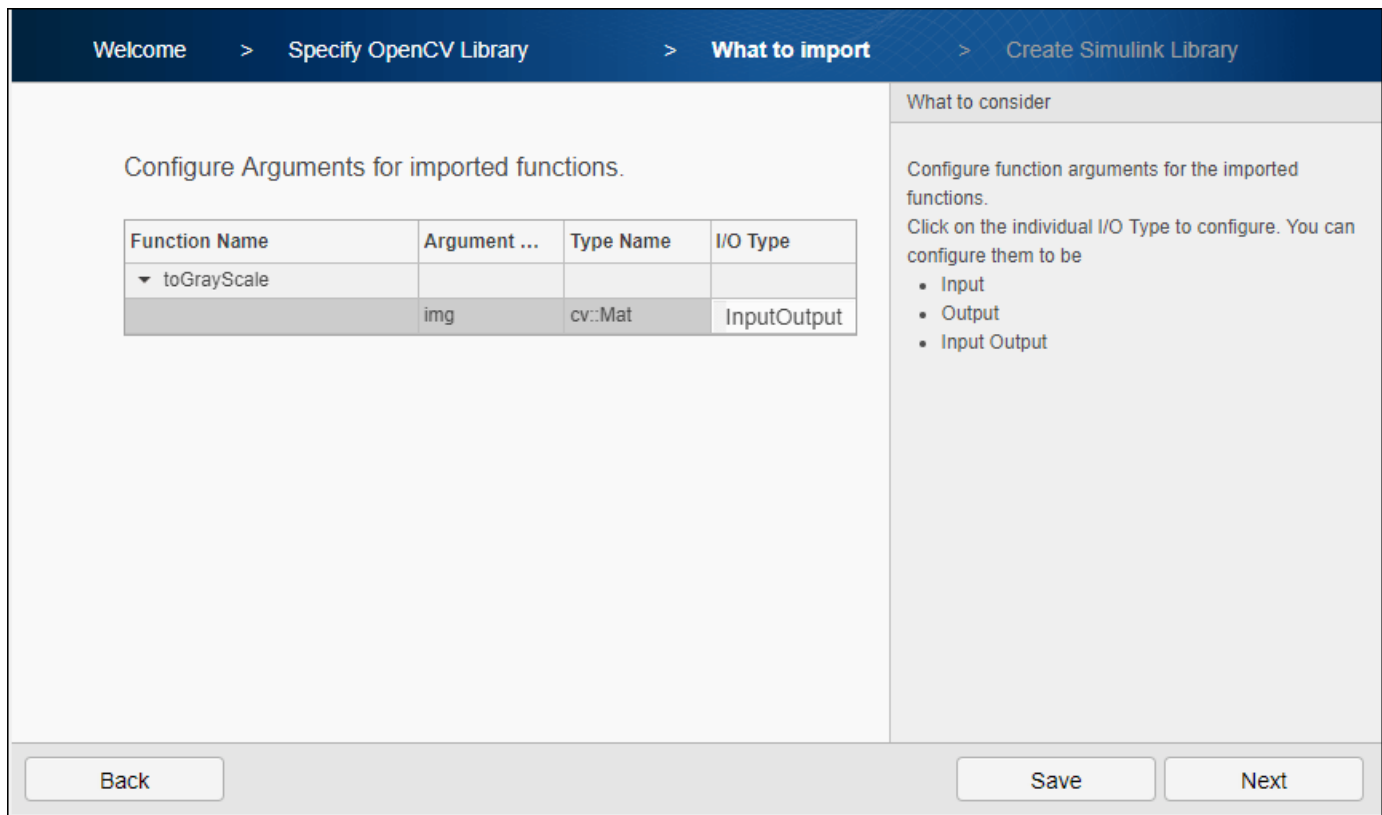 Welcome > Specify OpenCV Library > What to import > Create Simulink Library
What to consider
Configure Arguments for imported functions.
Function Name Argument ... Type Name I/O Type
toGrayScale
img cv::Mat InputOutput
Configure function arguments for the imported
functions.
Click on the individual I/O Type to configure. You can
configure them to be
• Input
• Output
• Input Output
Back Save Next